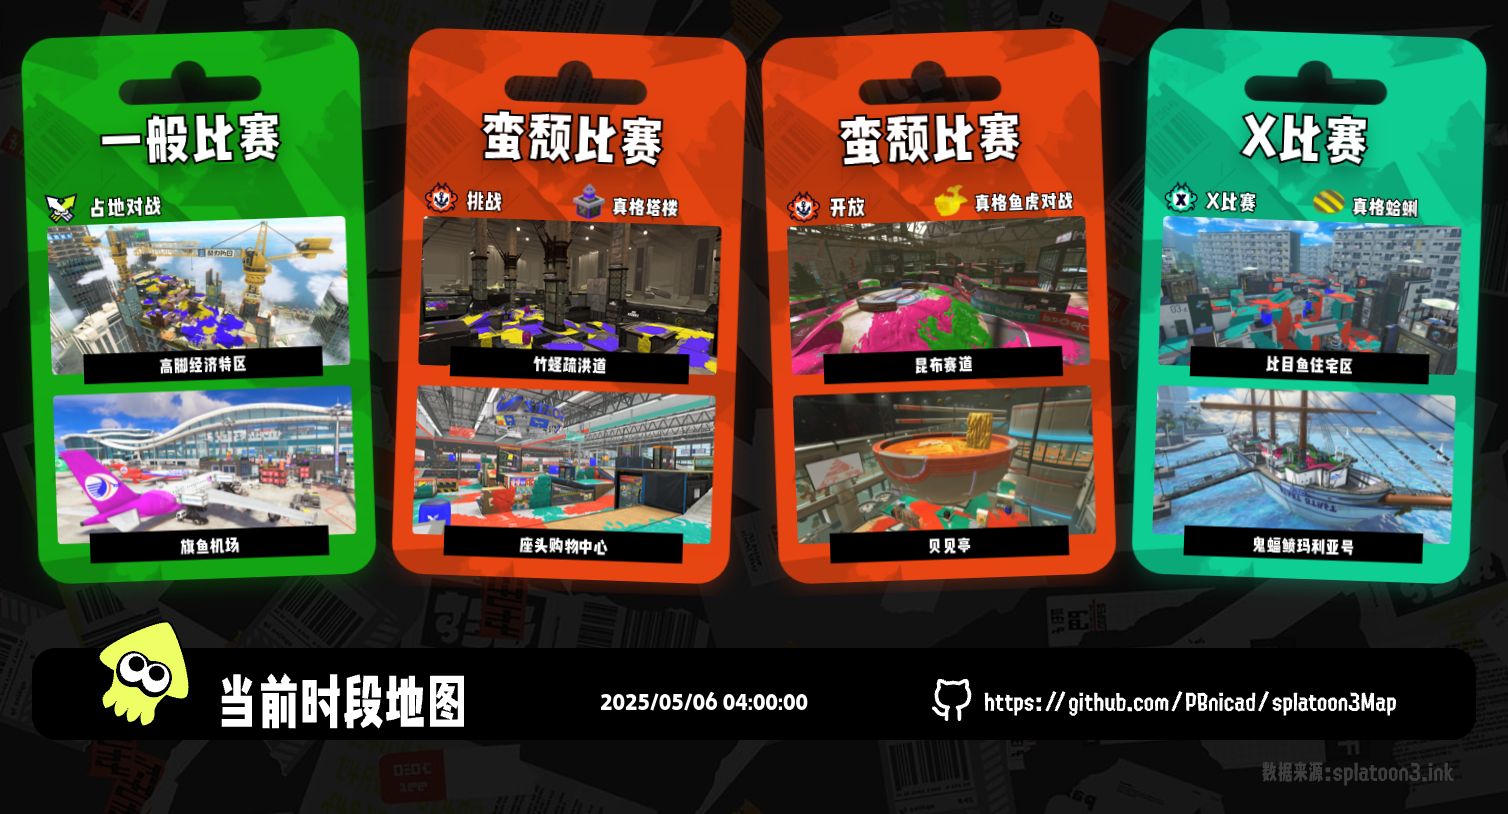 一般比赛
占地对战
高脚经济特区
旗鱼机场
蛮颓比赛
挑战
真格塔楼
竹蛏疏洪道
座头购物中心
蛮颓比赛
开放
真格鱼虎对战
昆布赛道
贝贝亭
X比赛
X比赛
真格蛤蜊
比目鱼住宅区
鬼蝠鲼玛利亚号
当前时段地图
2025/05/06 04:00:00
https://github.com/PBnicad/splatoon3Map
数据来源:splatoon3.ink